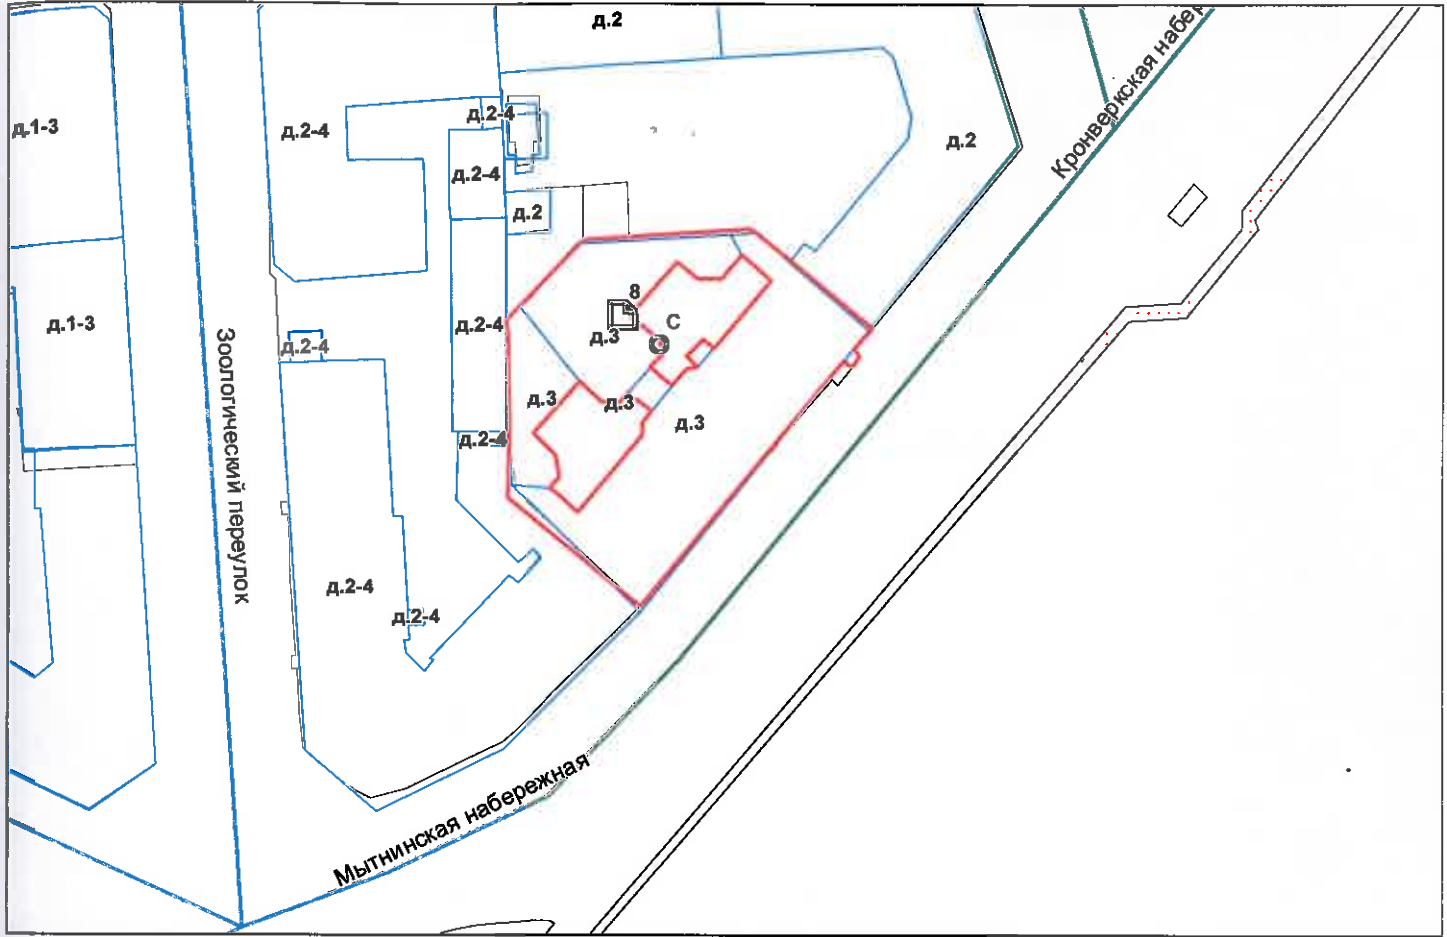 д.2
д.2-4
д.1-3
д.2-4
д.2
Кронверкская набер
д.2-4
д.2
8
С
д.1-3
д.2-4
д.3
д.2-4
Зоологический переулок
д.3
д.3
д.3
д.2-4
д.2-4
д.2-4
Мытнинская набережная